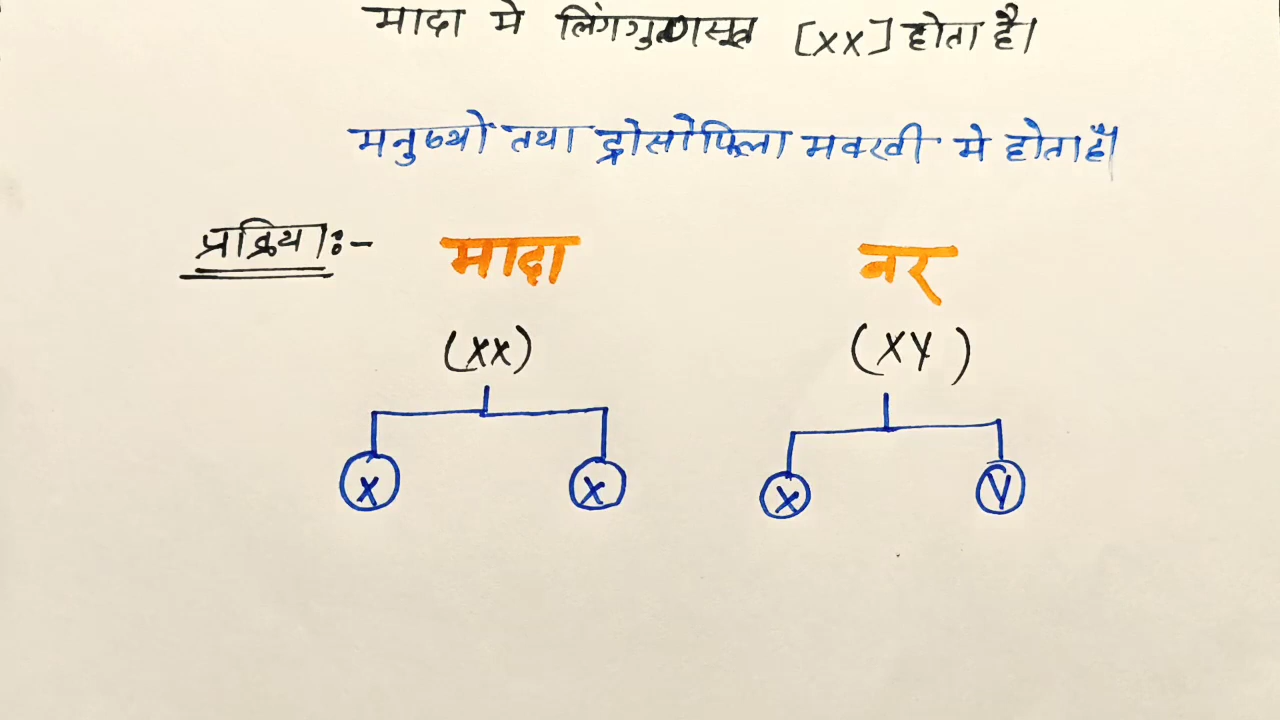 मादा मे लिंगगुणसूत्र [XX] होता है।
मनुष्यो तथा ड्रोसोफिला मक्खी मे होता है।
प्रक्रिया:- मादा नर
(XX) (XY)
X X X Y